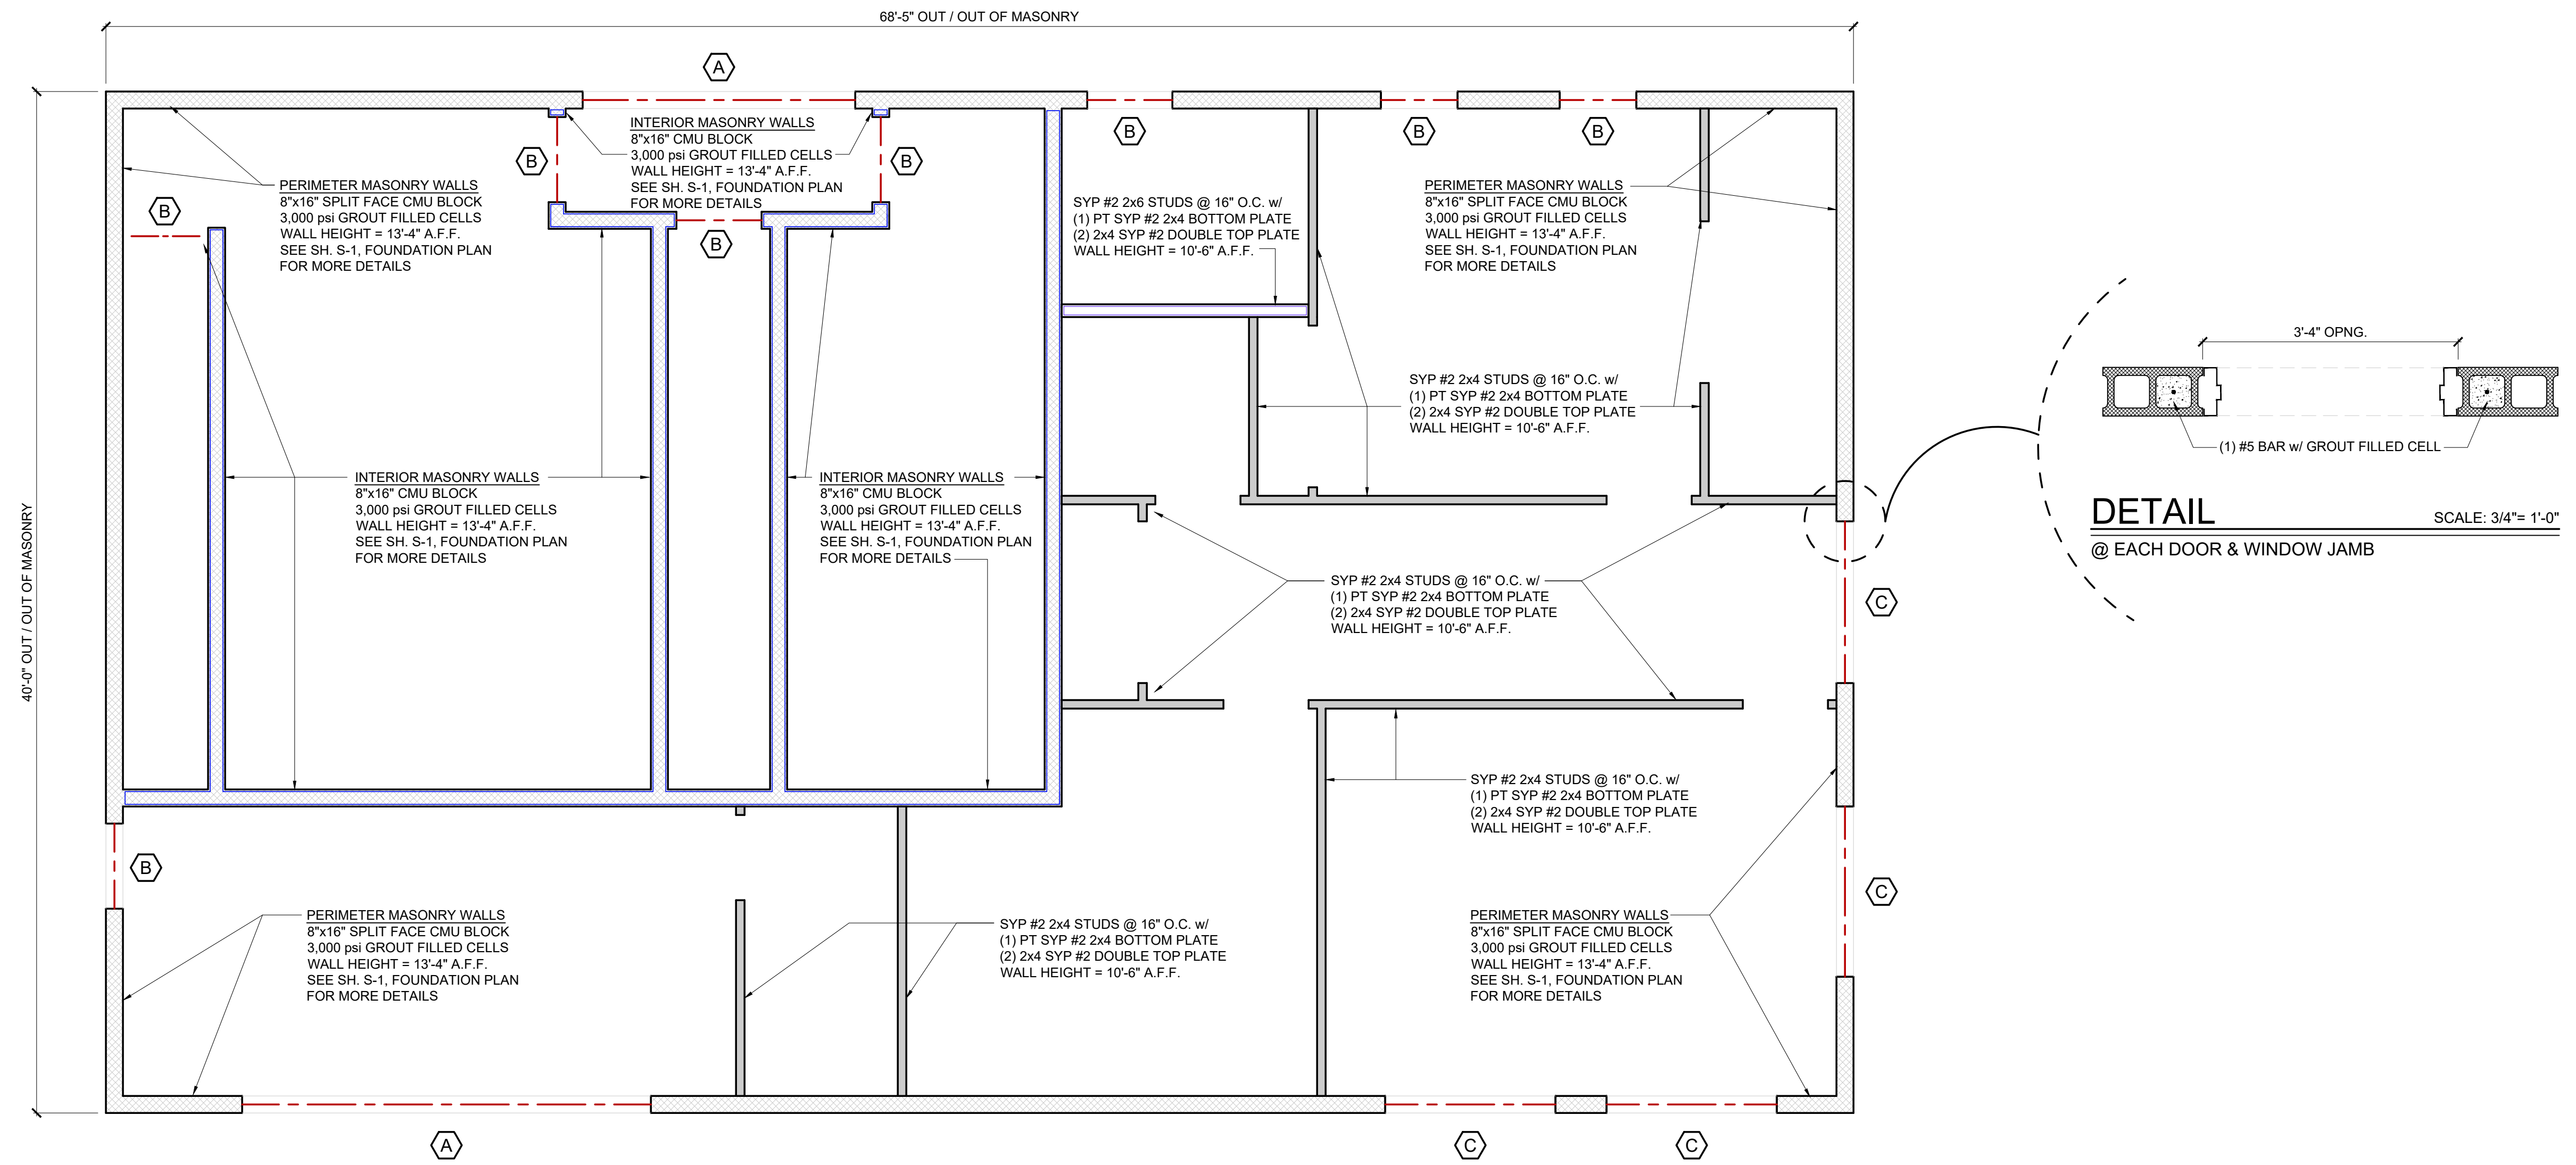 68'-5" OUT / OUT OF MASONRY
A
INTERIOR MASONRY WALLS
8"x16" CMU BLOCK
3,000 psi GROUT FILLED CELLS
WALL HEIGHT = 13'-4" A.F.F.
SEE SH. S-1, FOUNDATION PLAN
FOR MORE DETAILS
B
B
B
B
B
B
B
PERIMETER MASONRY WALLS
8"x16" SPLIT FACE CMU BLOCK
3,000 psi GROUT FILLED CELLS
WALL HEIGHT = 13'-4" A.F.F.
SEE SH. S-1, FOUNDATION PLAN
FOR MORE DETAILS
SYP #2 2x6 STUDS @ 16" O.C. w/
(1) PT SYP #2 2x4 BOTTOM PLATE
(2) 2x4 SYP #2 DOUBLE TOP PLATE
WALL HEIGHT = 10'-6" A.F.F.
PERIMETER MASONRY WALLS
8"x16" SPLIT FACE CMU BLOCK
3,000 psi GROUT FILLED CELLS
WALL HEIGHT = 13'-4" A.F.F.
SEE SH. S-1, FOUNDATION PLAN
FOR MORE DETAILS
SYP #2 2x4 STUDS @ 16" O.C. w/
(1) PT SYP #2 2x4 BOTTOM PLATE
(2) 2x4 SYP #2 DOUBLE TOP PLATE
WALL HEIGHT = 10'-6" A.F.F.
3'-4" OPNG.
(1) #5 BAR w/ GROUT FILLED CELL
DETAIL
SCALE: 3/4"= 1'-0"
@ EACH DOOR & WINDOW JAMB
INTERIOR MASONRY WALLS
8"x16" CMU BLOCK
3,000 psi GROUT FILLED CELLS
WALL HEIGHT = 13'-4" A.F.F.
SEE SH. S-1, FOUNDATION PLAN
FOR MORE DETAILS
INTERIOR MASONRY WALLS
8"x16" CMU BLOCK
3,000 psi GROUT FILLED CELLS
WALL HEIGHT = 13'-4" A.F.F.
SEE SH. S-1, FOUNDATION PLAN
FOR MORE DETAILS
40'-0" OUT / OUT OF MASONRY
SYP #2 2x4 STUDS @ 16" O.C. w/
(1) PT SYP #2 2x4 BOTTOM PLATE
(2) 2x4 SYP #2 DOUBLE TOP PLATE
WALL HEIGHT = 10'-6" A.F.F.
C
SYP #2 2x4 STUDS @ 16" O.C. w/
(1) PT SYP #2 2x4 BOTTOM PLATE
(2) 2x4 SYP #2 DOUBLE TOP PLATE
WALL HEIGHT = 10'-6" A.F.F.
B
C
PERIMETER MASONRY WALLS
8"x16" SPLIT FACE CMU BLOCK
3,000 psi GROUT FILLED CELLS
WALL HEIGHT = 13'-4" A.F.F.
SEE SH. S-1, FOUNDATION PLAN
FOR MORE DETAILS
SYP #2 2x4 STUDS @ 16" O.C. w/
(1) PT SYP #2 2x4 BOTTOM PLATE
(2) 2x4 SYP #2 DOUBLE TOP PLATE
WALL HEIGHT = 10'-6" A.F.F.
PERIMETER MASONRY WALLS
8"x16" SPLIT FACE CMU BLOCK
3,000 psi GROUT FILLED CELLS
WALL HEIGHT = 13'-4" A.F.F.
SEE SH. S-1, FOUNDATION PLAN
FOR MORE DETAILS
A
C
C